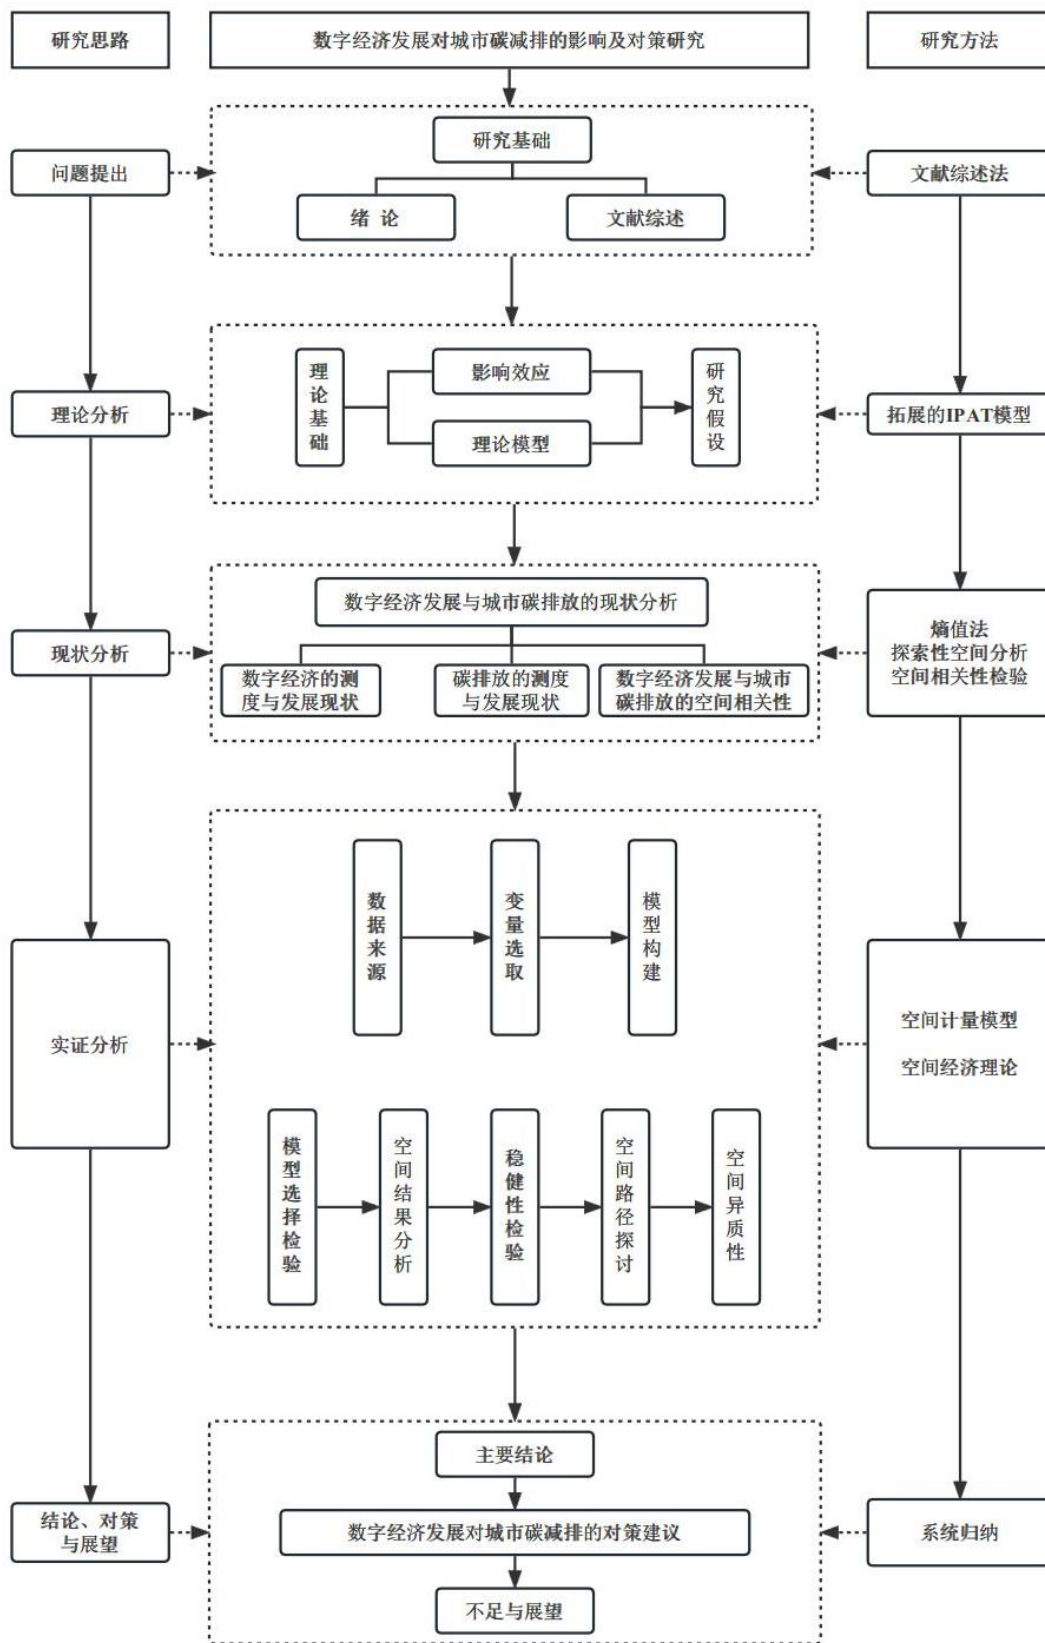 研究思路
数字经济发展对城市碳减排的影响及对策研究
研究方法
问题提出
研究基础
绪 论
文献综述
文献综述法
理论分析
理论基础
影响效应
理论模型
研究假设
拓展的IPAT模型
现状分析
数字经济发展与城市碳排放的现状分析
数字经济的测
度与发展现状
碳排放的测度
与发展现状
数字经济发展与城市
碳排放的空间相关性
熵值法
探索性空间分析
空间相关性检验
实证分析
数据来源
变量选取
模型构建
模型选择检验
空间结果分析
稳健性检验
空间路径探讨
空间异质性
空间计量模型
空间经济理论
结论、对策
与展望
主要结论
数字经济发展对城市碳减排的对策建议
不足与展望
系统归纳